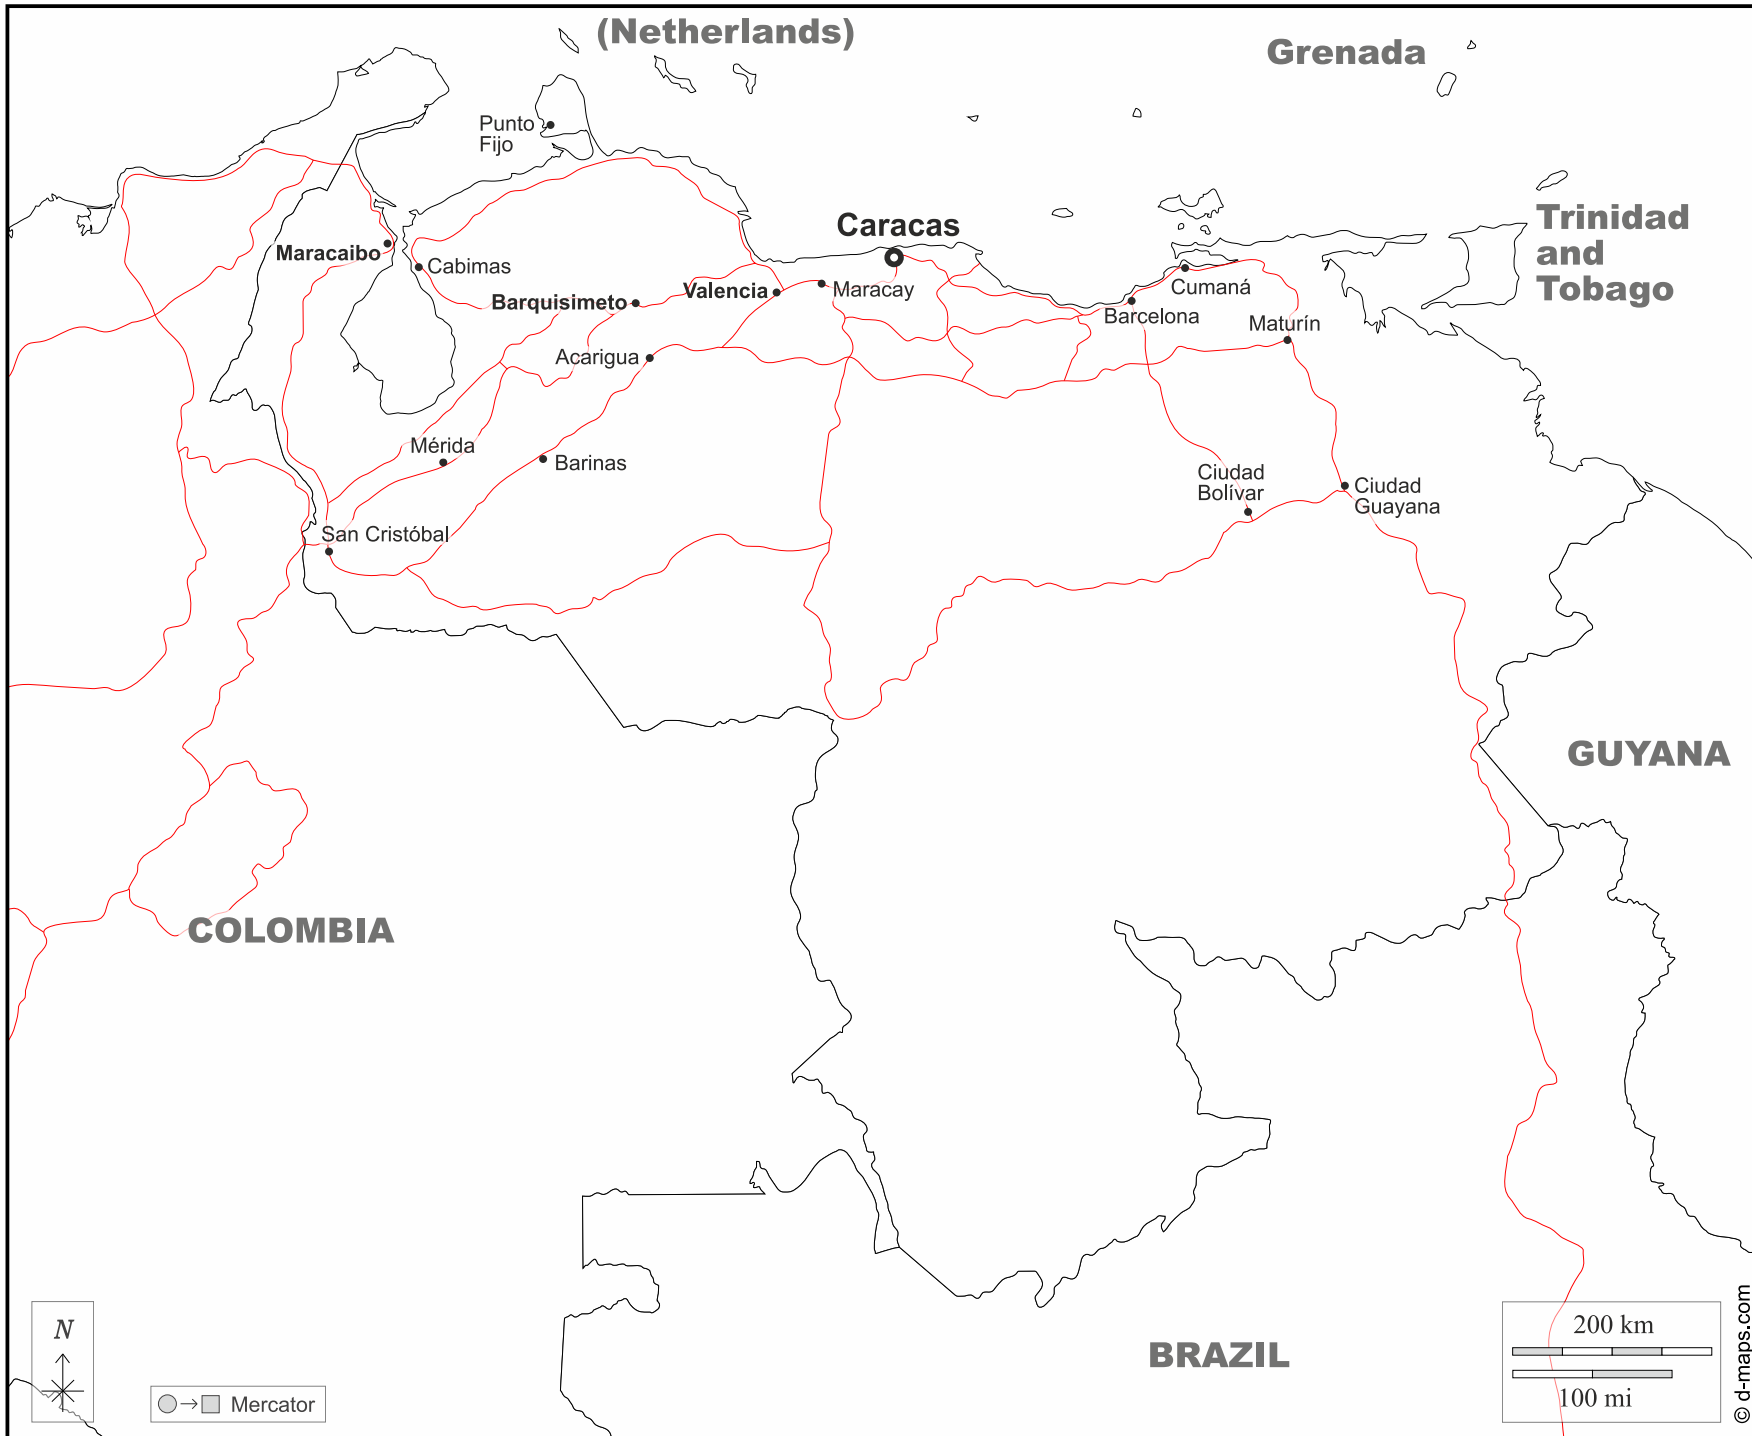 (Netherlands)
Grenada
Punto
Fijo
Trinidad
and
Tobago
Caracas
Maracaibo
Cabimas
Barquisimeto
Valencia
Maracay
Cumaná
Barcelona
Maturín
Acarigua
Mérida
Barinas
Ciudad
Bolívar
Ciudad
Guayana
San Cristóbal
GUYANA
COLOMBIA
BRAZIL
N
Mercator
200 km
100 mi
© d-maps.com